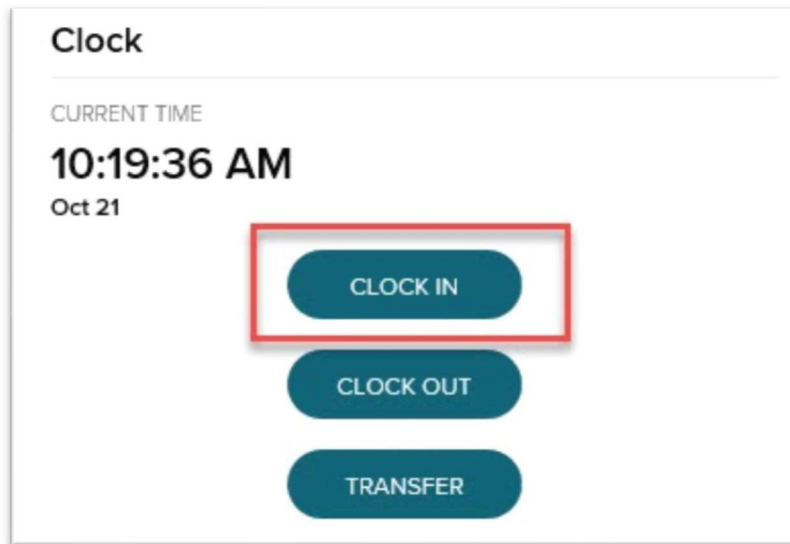 Clock
CURRENT TIME
10:19:36 AM
Oct 21
CLOCK IN
CLOCK OUT
TRANSFER